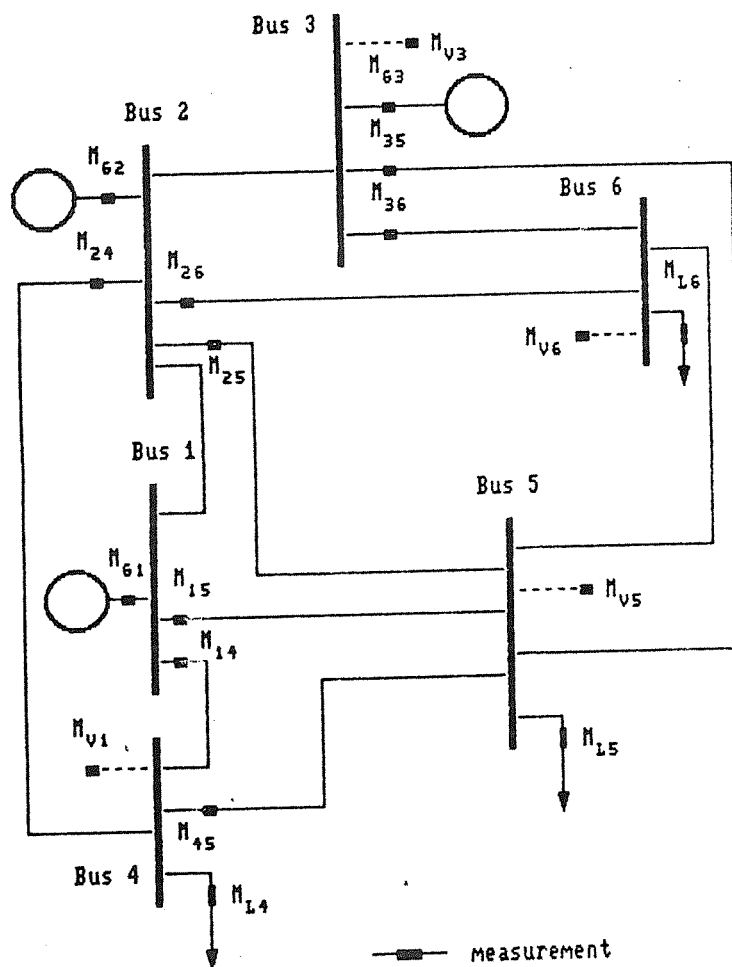 Bus 3
M_V3
M_G3
Bus 2
M_35
M_G2
M_36
Bus 6
M_24
M_26
M_L6
M_V6
M_25
Bus 1
Bus 5
M_G1
M_15
M_V5
M_14
M_V1
M_L5
M_45
Bus 4
M_L4
measurement